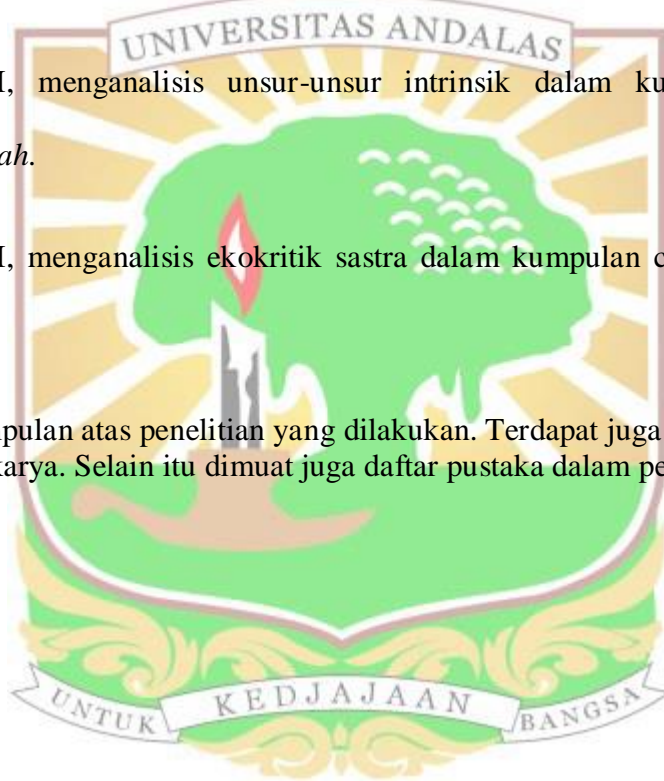 UNIVERSITAS ANDALAS
I, menganalisis unsur-unsur intrinsik dalam ku
ah.
I, menganalisis ekokritik sastra dalam kumpulan c
pulan atas penelitian yang dilakukan. Terdapat juga
karya. Selain itu dimuat juga daftar pustaka dalam pe
UNTUK KEDJAJAAN BANGSA